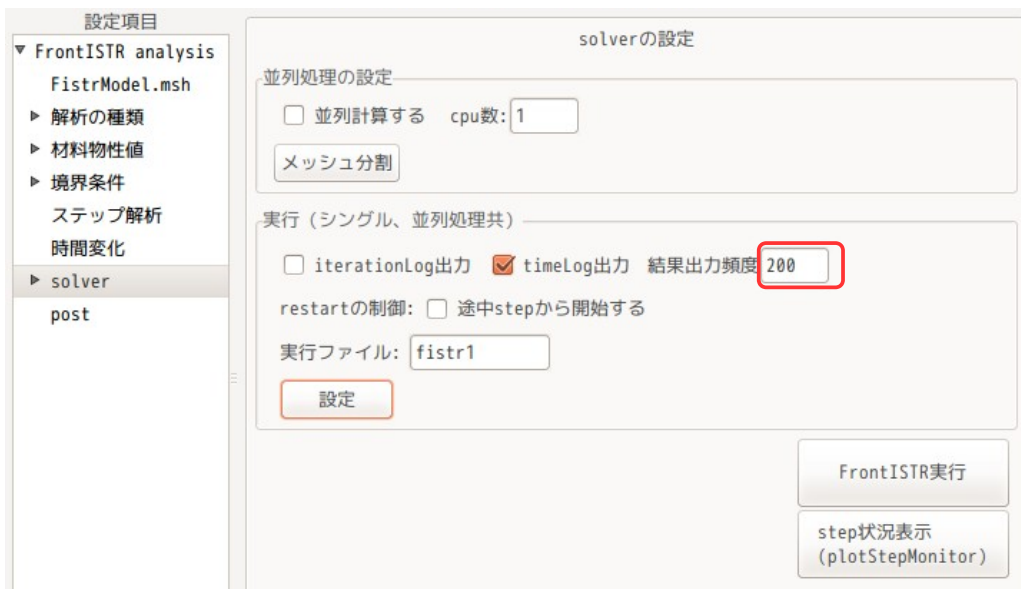 設定項目
FrontISTR analysis
FistrModel.msh
解析の種類
材料物性値
境界条件
ステップ解析
時間変化
solver
post
solverの設定
並列処理の設定
並列計算する cpu数: 1
メッシュ分割
実行（シングル、並列処理共）
iterationLog出力 timeLog出力 結果出力頻度 200
restartの制御: 途中stepから開始する
実行ファイル: fistr1
設定
FrontISTR実行
step状況表示
(plotStepMonitor)